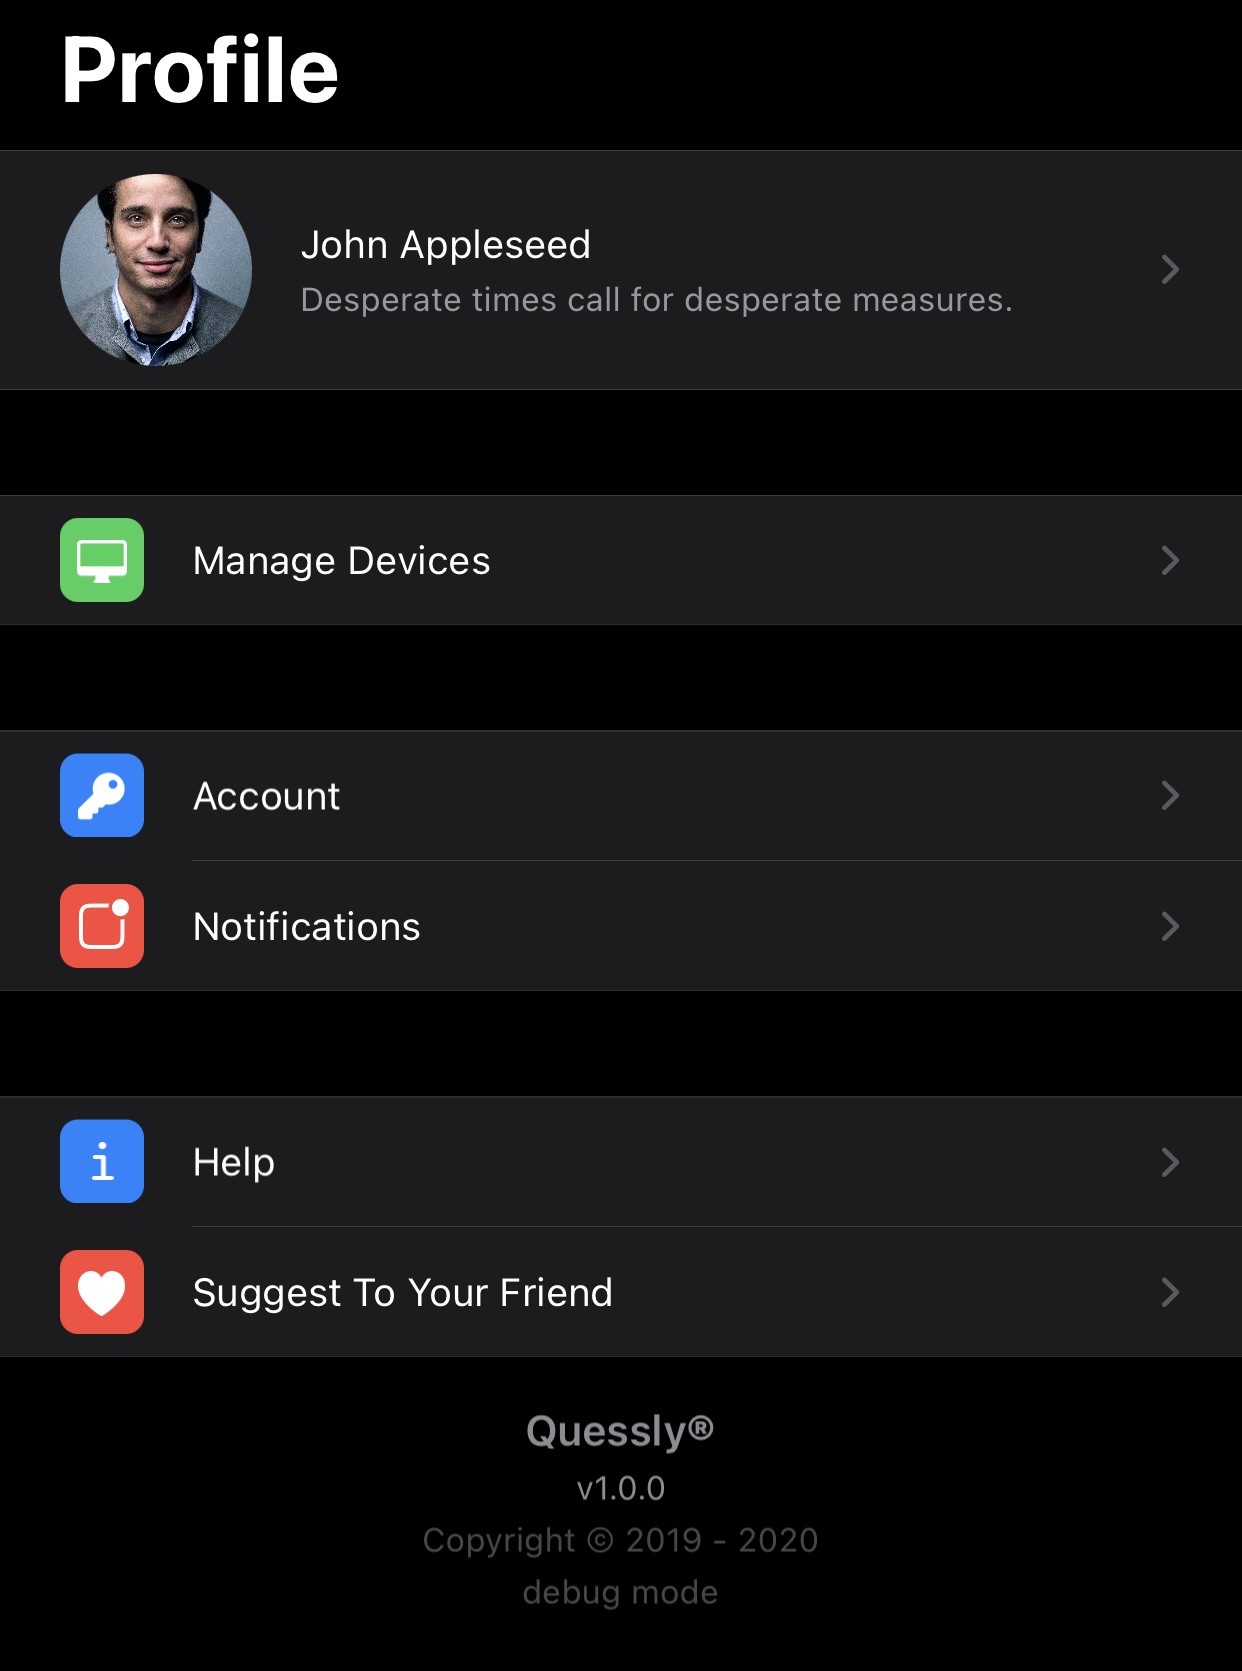 Profile
John Appleseed
Desperate times call for desperate measures.
Manage Devices
Account
Notifications
Help
Suggest To Your Friend
Quessly®
v1.0.0
Copyright © 2019 - 2020
debug mode